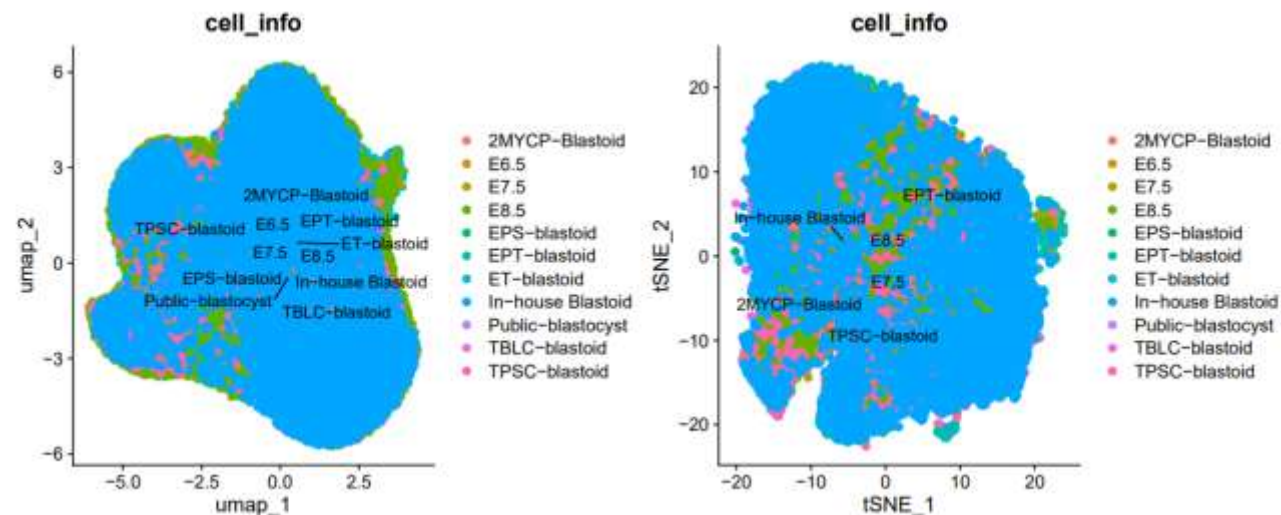 cell_info
6
3
0
−3
−6
umap_2
−5.0
−2.5
0.0
2.5
umap_1
2MYCP−Blastoid
TPSC−blastoid
E6.5
EPT−blastoid
E7.5
E8.5
ET−blastoid
EPS−blastoid
In−house Blastoid
Public−blastocyst
TBLC−blastoid
2MYCP−Blastoid
E6.5
E7.5
E8.5
EPS−blastoid
EPT−blastoid
ET−blastoid
In−house Blastoid
Public−blastocyst
TBLC−blastoid
TPSC−blastoid
cell_info
20
10
0
−10
−20
tSNE_2
−20
−10
0
10
20
tSNE_1
EPT−blastoid
In−house Blastoid
E8.5
E7.5
2MYCP−Blastoid
TPSC−blastoid
2MYCP−Blastoid
E6.5
E7.5
E8.5
EPS−blastoid
EPT−blastoid
ET−blastoid
In−house Blastoid
Public−blastocyst
TBLC−blastoid
TPSC−blastoid